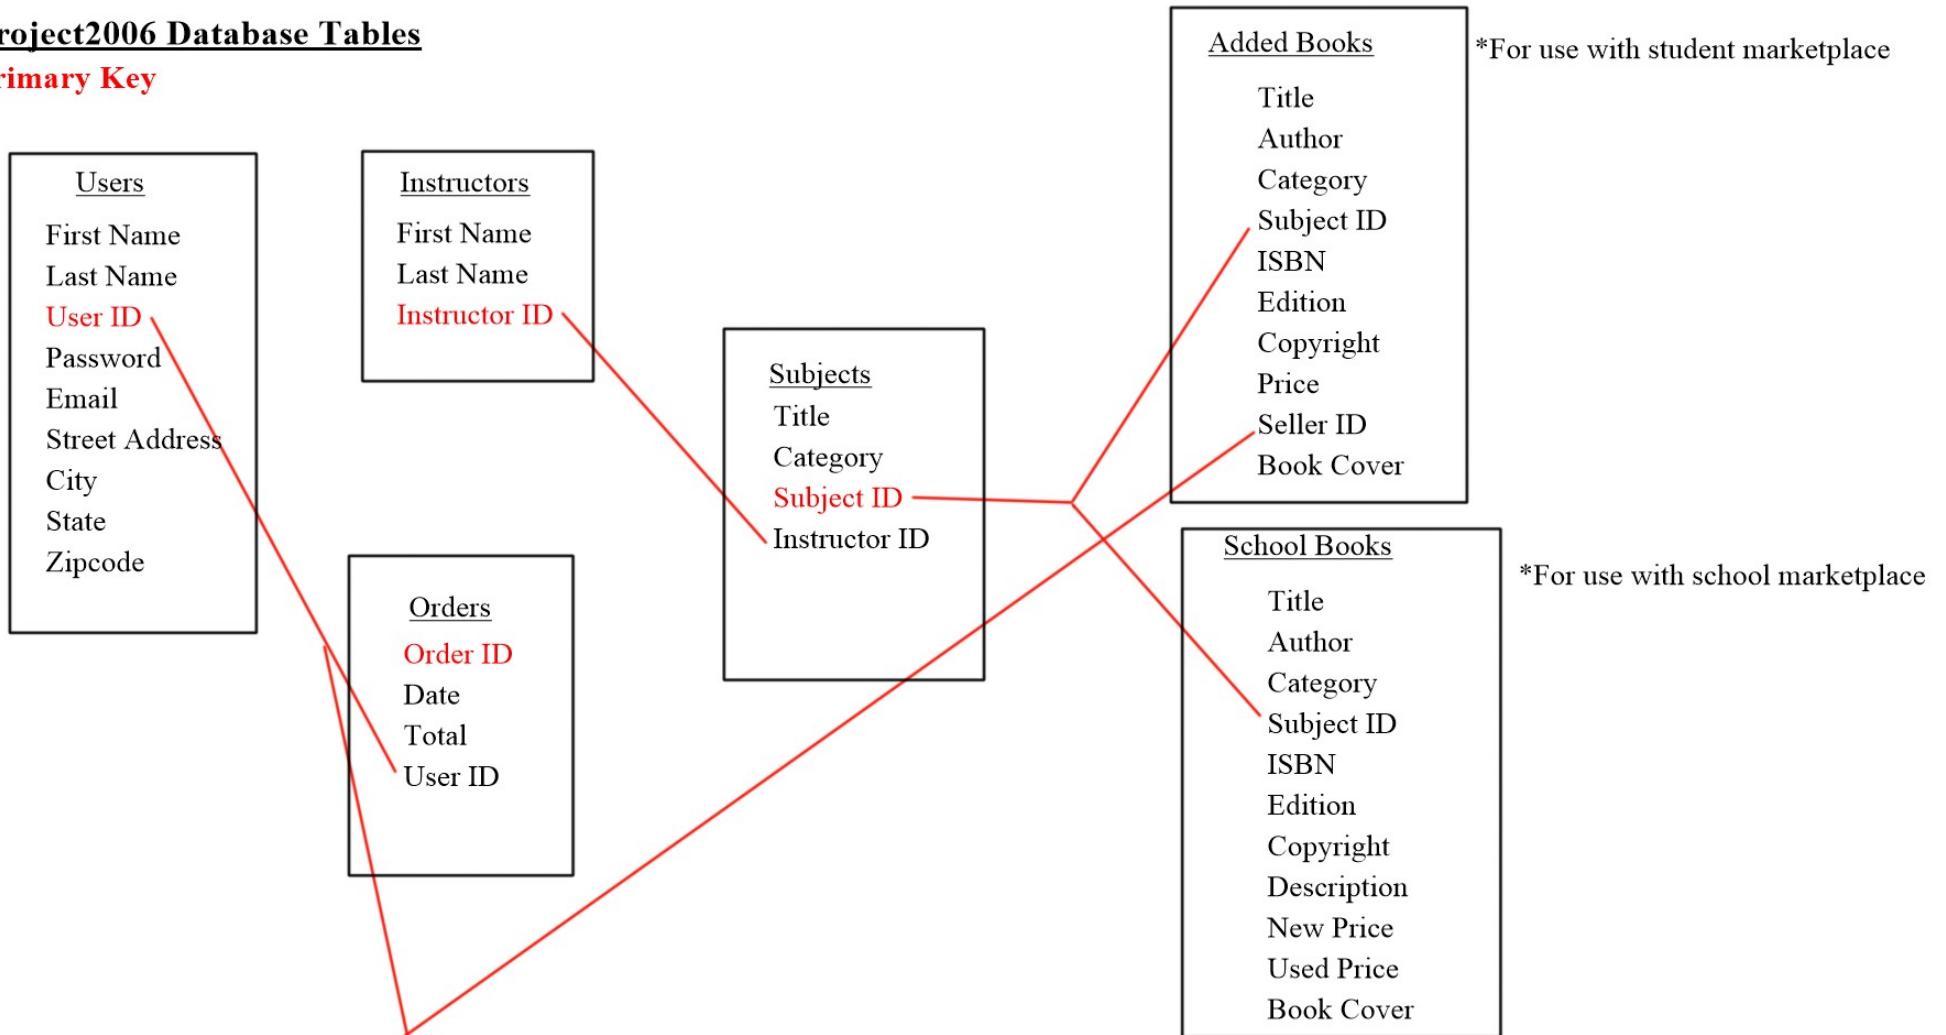 roject2006 Database Tables
rimary Key
Users
First Name
Last Name
User ID
Password
Email
Street Address
City
State
Zipcode
Instructors
First Name
Last Name
Instructor ID
Orders
Order ID
Date
Total
User ID
Subjects
Title
Category
Subject ID
Instructor ID
Added Books
Title
Author
Category
Subject ID
ISBN
Edition
Copyright
Price
Seller ID
Book Cover
*For use with student marketplace
School Books
Title
Author
Category
Subject ID
ISBN
Edition
Copyright
Description
New Price
Used Price
Book Cover
*For use with school marketplace